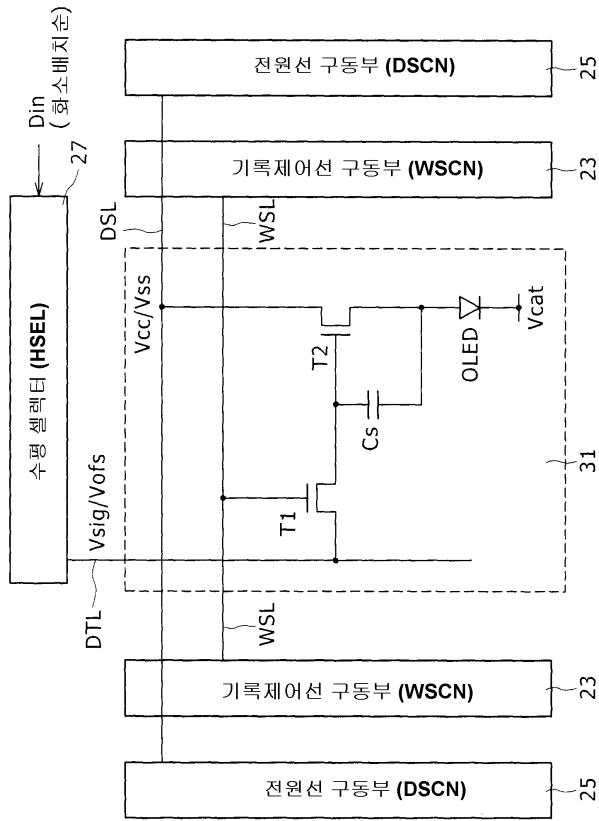 Din
( 화소배치순)
27
수평 셀렉터 (HSEL)
전원선 구동부 (DSCN)
25
기록제어선 구동부 (WSCN)
23
DSL
WSL
Vcc/Vss
Vsig/Vofs
DTL
T1
T2
Cs
OLED
Vcat
31
WSL
기록제어선 구동부 (WSCN)
23
전원선 구동부 (DSCN)
25